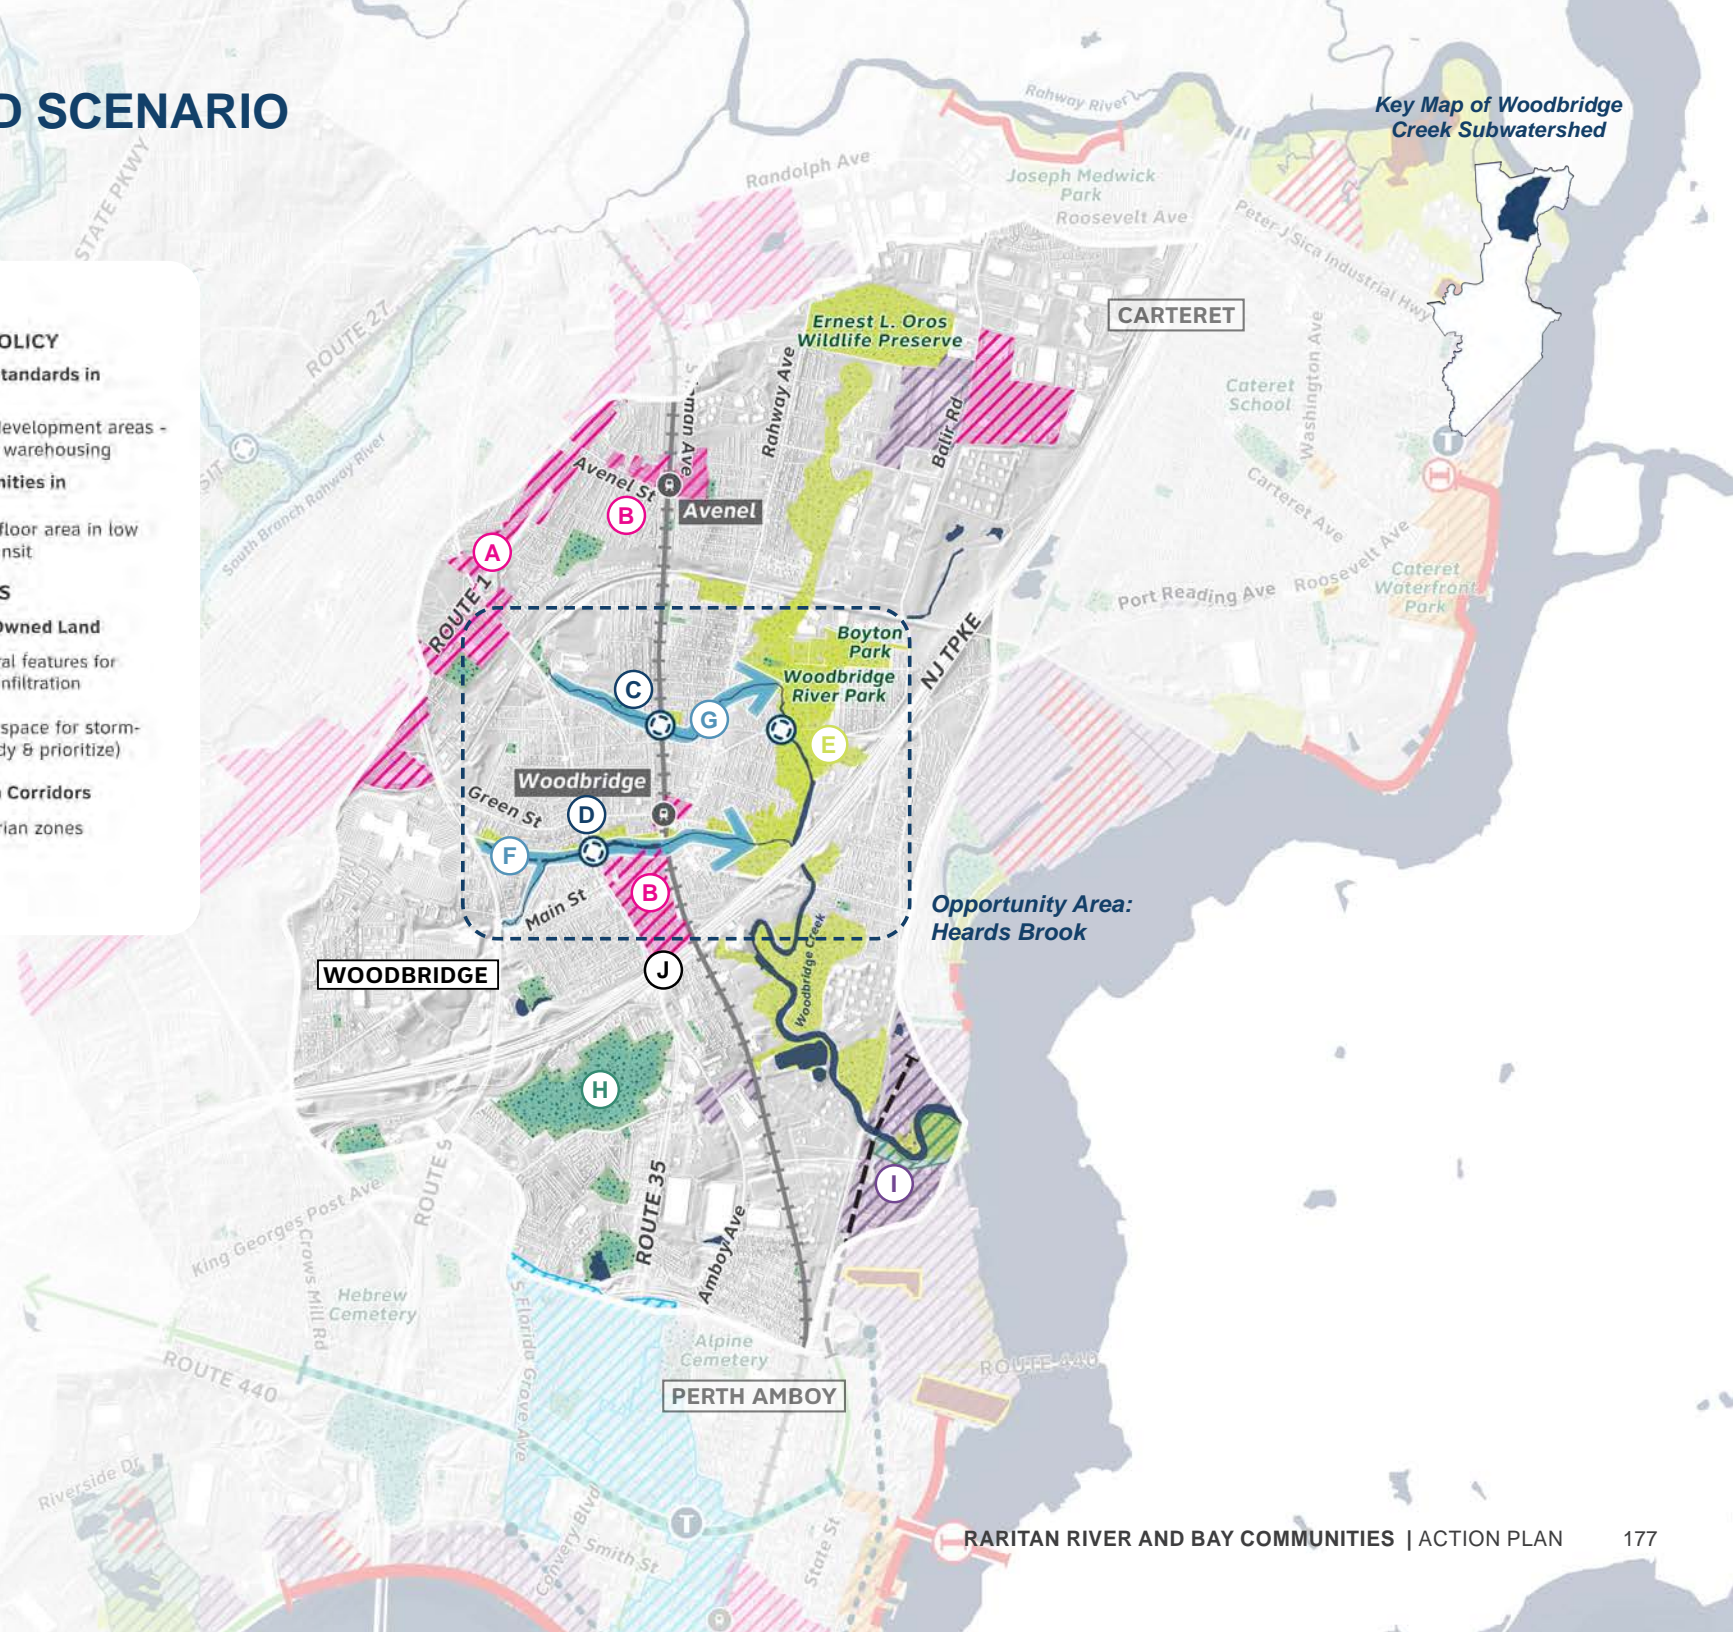 D SCENARIO
OLICY
tandards in
levelopment areas -
warehousing
nities in
floor area in low
nsit
S
Owned Land
al features for
nfiltration
space for storm-
dy & prioritize)
Corridors
rian zones
Key Map of Woodbridge
Creek Subwatershed
STATE PKWY
ROUTE 27
SIT
South Branch Rahway River
Rahway River
Randolph Ave
Joseph Medwick
Park
Roosevelt Ave
Peter J Sica Industrial Hwy
CARTERET
Ernest L. Oros
Wildlife Preserve
Rahway Ave
Balir Rd
Cateret
School
Washington Ave
Carteret Ave
Roosevelt Ave
Port Reading Ave
Cateret
Waterfront
Park
T
Avenel St
Avenel
B
A
ROUTE 1
Boyton
Park
Woodbridge
River Park
NJ TPKE
C
G
E
Woodbridge
Green St
D
F
Main St
B
Opportunity Area:
Heards Brook
WOODBRIDGE
J
Woodbridge Creek
H
I
ROUTE 35
Amboy Ave
King Georges Post Ave
ROUTE 9
Crows Mill Rd
Hebrew
Cemetery
S Florida Grove Ave
ROUTE 440
Alpine
Cemetery
PERTH AMBOY
ROUTE 440
Riverside Dr
Convery Blvd
Smith St
State St
T
RARITAN RIVER AND BAY COMMUNITIES | ACTION PLAN 177